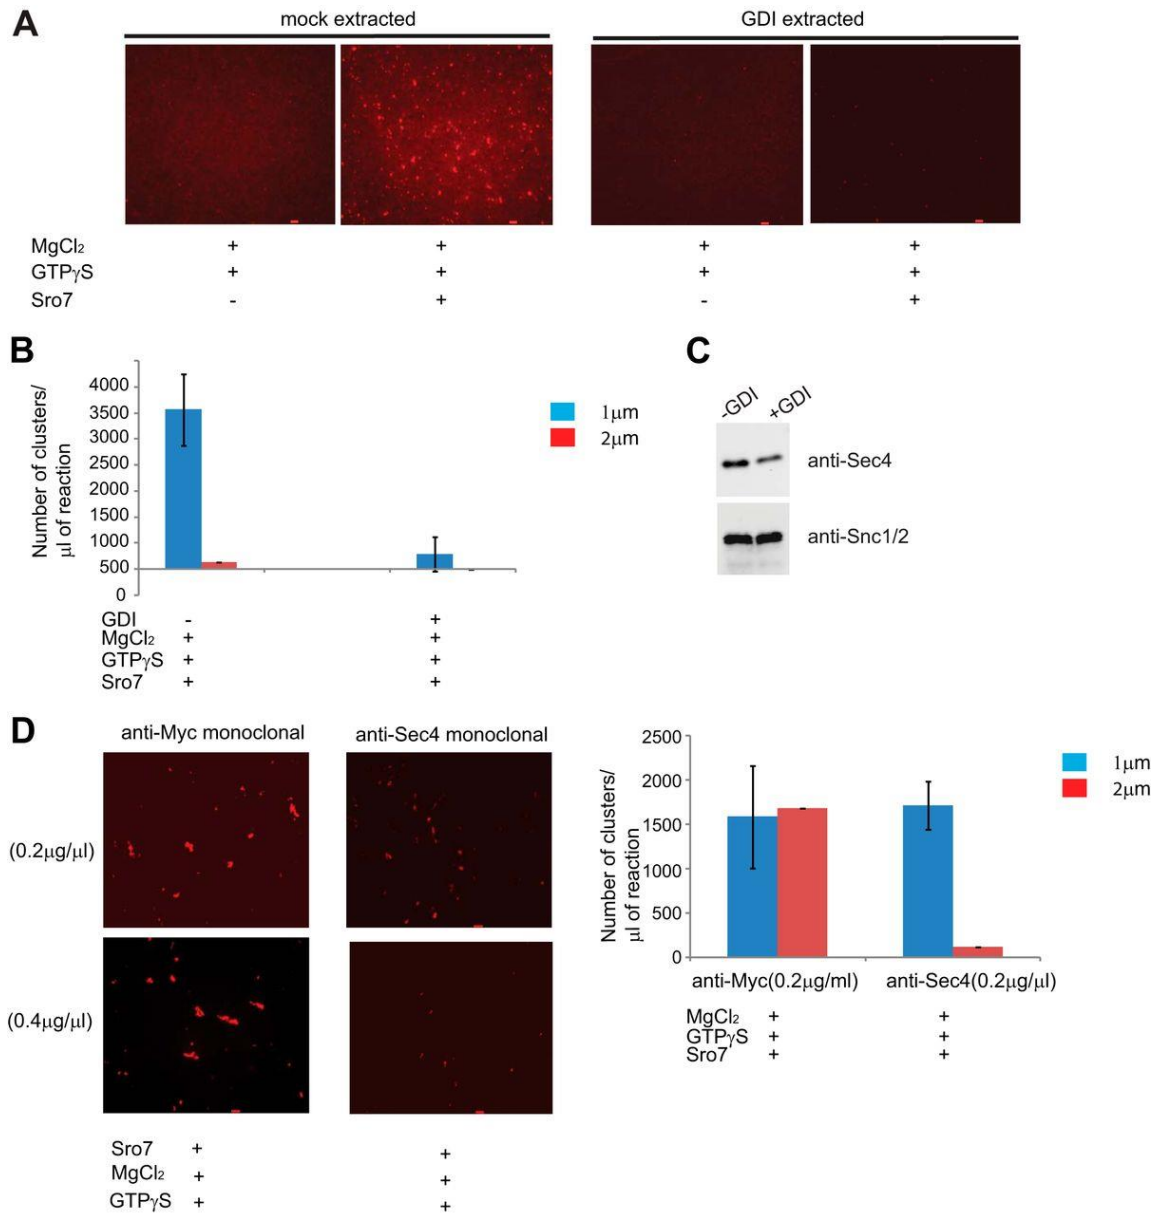 A
mock extracted
GDI extracted
MgCl₂ + + + +
GTPγS + + + +
Sro7 - + - +
B
Number of clusters/
μl of reaction
4000
3500
3000
2500
2000
1500
1000
500
0
1μm
2μm
GDI - +
MgCl₂ + +
GTPγS + +
Sro7 + +
C
-GDI +GDI
anti-Sec4
anti-Snc1/2
D
anti-Myc monoclonal
anti-Sec4 monoclonal
(0.2μg/μl)
(0.4μg/μl)
Sro7 + +
MgCl₂ + +
GTPγS + +
Number of clusters/
μl of reaction
2500
2000
1500
1000
500
0
1μm
2μm
anti-Myc(0.2μg/ml) anti-Sec4(0.2μg/μl)
MgCl₂ + +
GTPγS + +
Sro7 + +